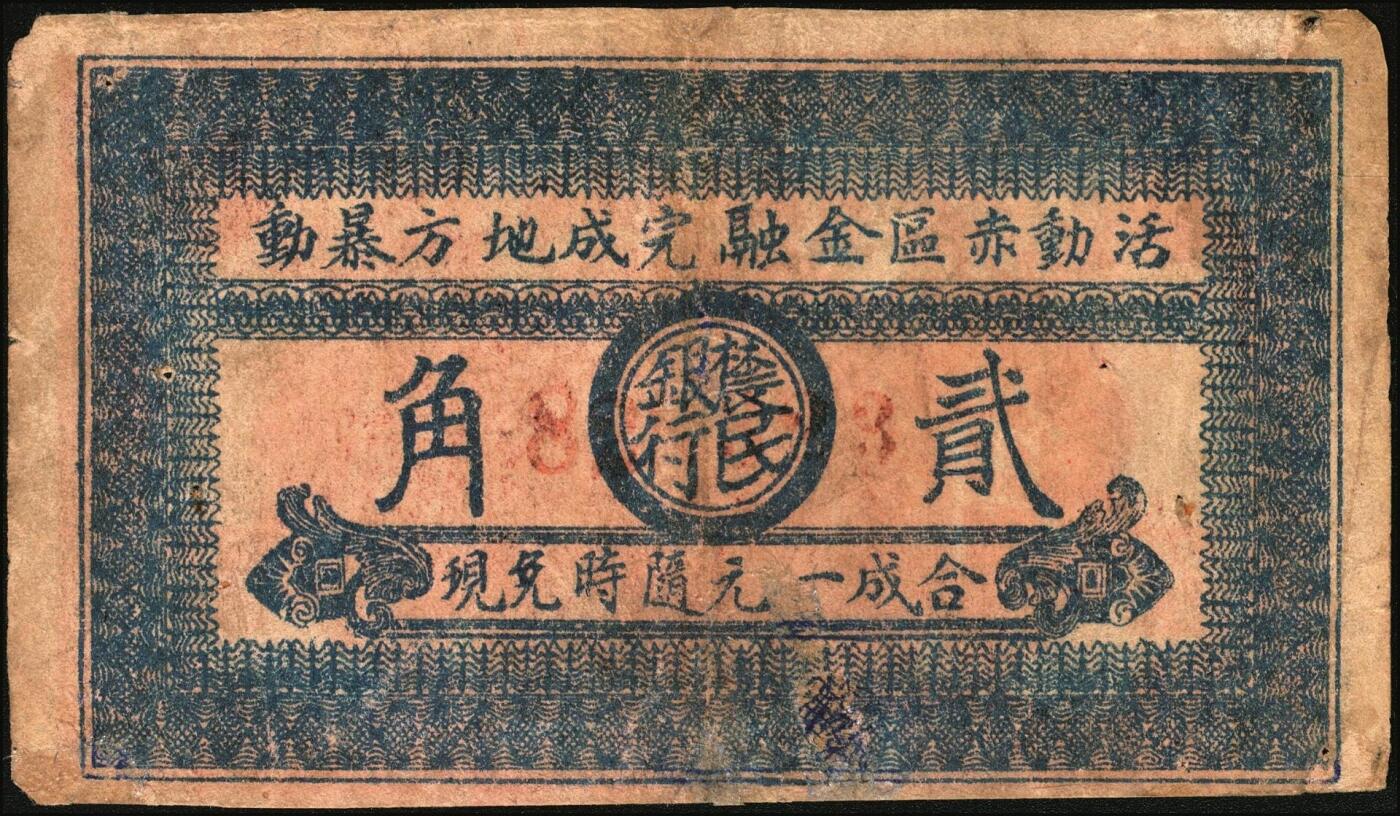 活動赤區金融完成地方暴動
貳角
農民
銀行
合成一元隨時免現